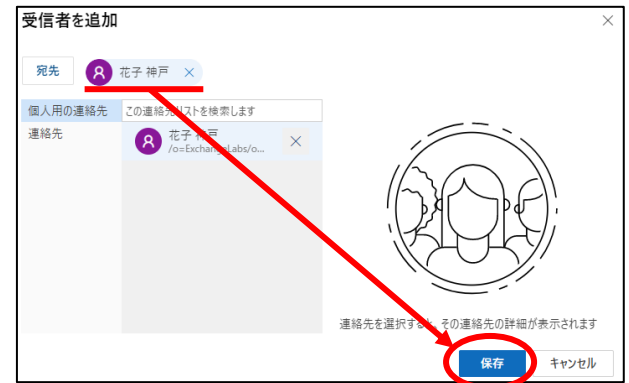 受信者を追加
宛先 花子 神戸
個人用の連絡先 この連絡先リストを検索します
連絡先 花子 神戸
/o=ExchangeLabs/o...
連絡先を選択すると、その連絡先の詳細が表示されます
保存 キャンセル